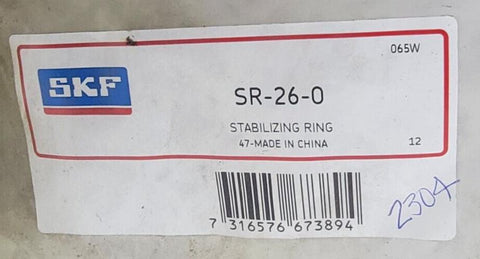 065W
SKF
SR-26-0
STABILIZING RING
47-MADE IN CHINA
12
7 316576 673894
2304